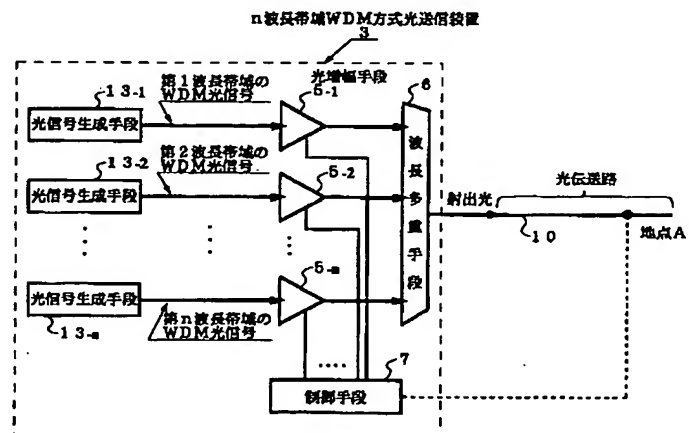 n波長帯域WDM方式光送信装置
3
光増幅手段
6
13-1
第1波長帯域の
WDM光信号
5-1
光信号生成手段
13-2
第2波長帯域の
WDM光信号
5-2
光信号生成手段
波長多重手段
射出光
光伝送路
10
地点A
5-n
光信号生成手段
13-n
第n波長帯域の
WDM光信号
7
制御手段